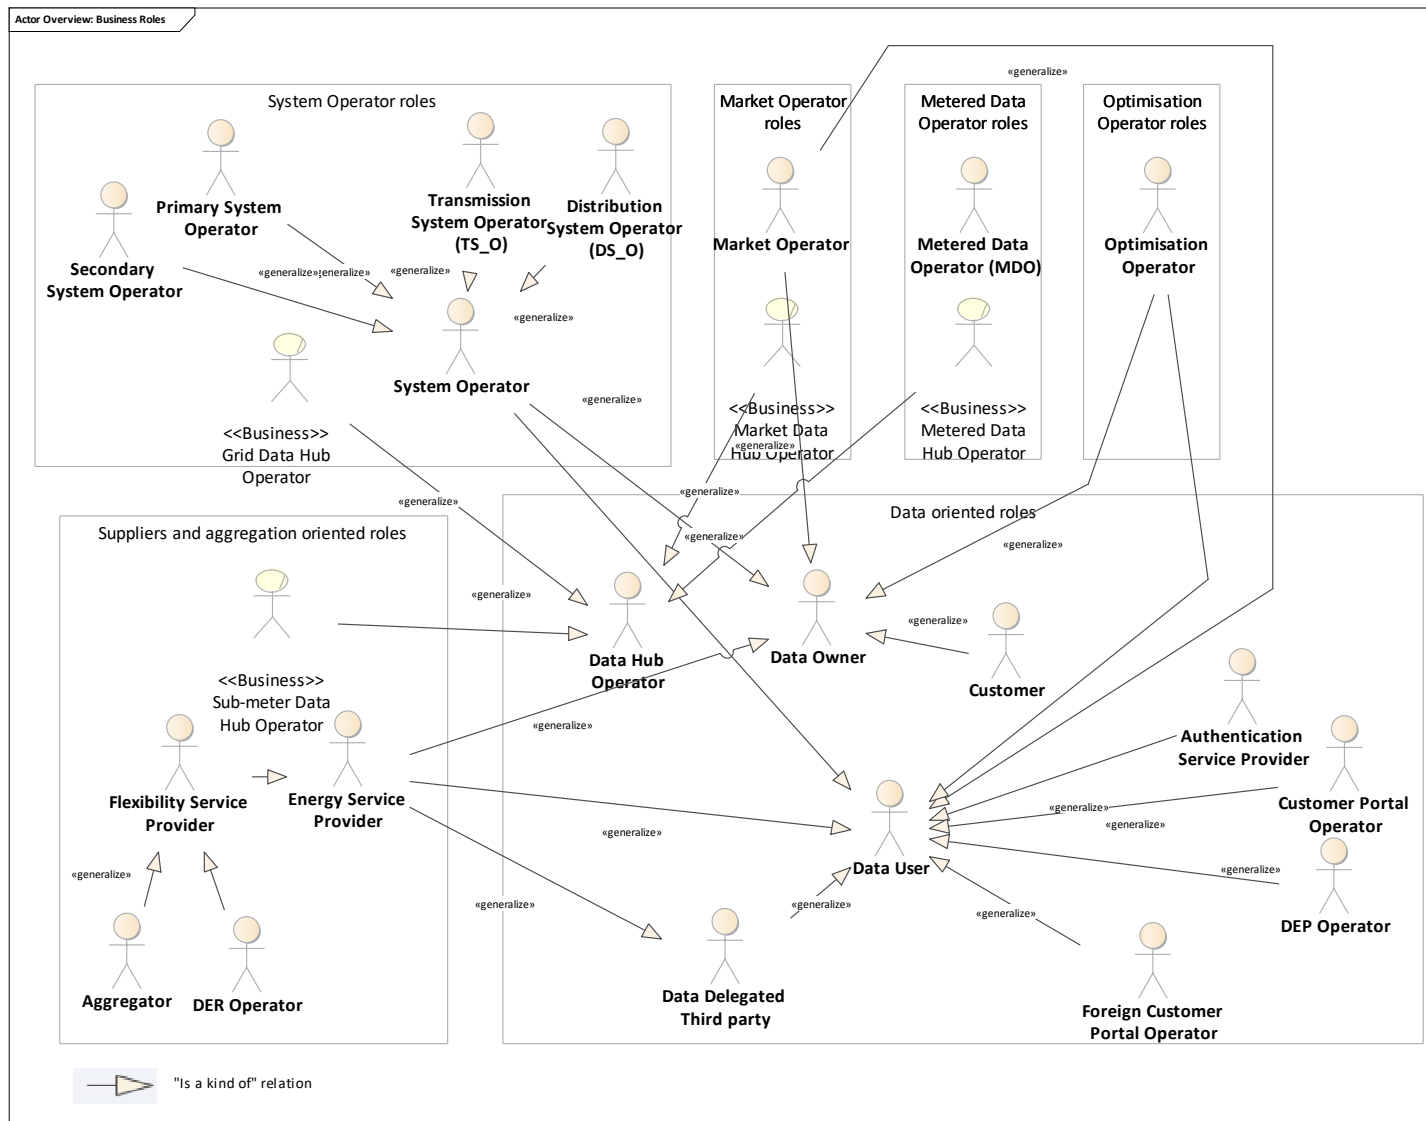 Actor Overview: Business Roles
«generalize»
System Operator roles
Primary System
Operator
Transmission
System Operator
(TS_O)
Distribution
System Operator
(DS_O)
Secondary
System Operator
«generalize»
«generalize»
«generalize»
«generalize»
System Operator
«generalize»
<<Business>>
Grid Data Hub
Operator
Market Operator
roles
Market Operator
<<Business>>
Market Data
Hub Operator
«generalize»
Metered Data
Operator roles
Metered Data
Operator (MDO)
<<Business>>
Metered Data
Hub Operator
Optimisation
Operator roles
Optimisation
Operator
«generalize»
«generalize»
«generalize»
«generalize»
Suppliers and aggregation oriented roles
<<Business>>
Sub-meter Data
Hub Operator
Flexibility Service
Provider
Energy Service
Provider
«generalize»
Aggregator
DER Operator
«generalize»
«generalize»
«generalize»
«generalize»
Data oriented roles
Data Hub
Operator
Data Owner
«generalize»
Customer
Authentication
Service Provider
Customer Portal
Operator
«generalize»
«generalize»
Data User
«generalize»
DEP Operator
«generalize»
«generalize»
Data Delegated
Third party
Foreign Customer
Portal Operator
"Is a kind of" relation